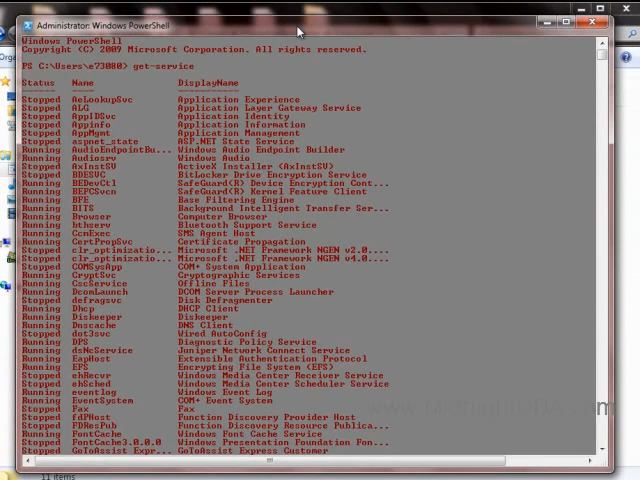 Administrator: Windows PowerShell
Windows PowerShell
Copyright (C) 2009 Microsoft Corporation. All rights reserved.
PS C:\Users\e73080> get-service
Status Name DisplayName
Stopped AeLookupSvc Application Experience
Stopped ALG Application Layer Gateway Service
Stopped AppIDSvc Application Identity
Stopped Appinfo Application Information
Stopped AppMgmt Application Management
Stopped aspnet_state ASP.NET State Service
Running AudioEndpointBu... Windows Audio Endpoint Builder
Running Audiosrv Windows Audio
Stopped AxInstSV ActiveX Installer (AxInstSV)
Stopped BDESVC BitLocker Drive Encryption Service
Running BEDevCtl SafeGuard(R) Device Encryption Cont...
Running BEFCSvcn SafeGuard(R) Kernel Feature Client
Running BFE Base Filtering Engine
Running BITS Background Intelligent Transfer Ser...
Running Browser Computer Browser
Running bthserv Bluetooth Support Service
Running CcmExec SMS Agent Host
Running CertPropSvc Certificate Propagation
Stopped clr_optimizatio... Microsoft .NET Framework NGEN v2.0....
Stopped clr_optimizatio... Microsoft .NET Framework NGEN v4.0....
Stopped COMSysApp COM+ System Application
Running CryptSvc Cryptographic Services
Running CscService Offline Files
Running DcomLaunch DCOM Server Process Launcher
Stopped defragsvc Disk Defragmenter
Running Dhcp DHCP Client
Running Diskeeper Diskeeper
Running Dnscache DNS Client
Stopped dot3svc Wired AutoConfig
Running DPS Diagnostic Policy Service
Running dsNcService Juniper Network Connect Service
Running EapHost Extensible Authentication Protocol
Running EFS Encrypting File System (EFS)
Stopped ehRecvr Windows Media Center Receiver Service
Stopped ehSched Windows Media Center Scheduler Service
Running eventlog Windows Event Log
Running EventSystem COM+ Event System
Stopped Fax Fax
Stopped fdPHost Function Discovery Provider Host
Stopped FDResPub Function Discovery Resource Publica...
Running FontCache Windows Font Cache Service
Running FontCache3.0.0.0 Windows Presentation Foundation Fon...
Stopped GoToAssist Expr... GoToAssist Express Customer
www.MidnightDBA.com
11 items